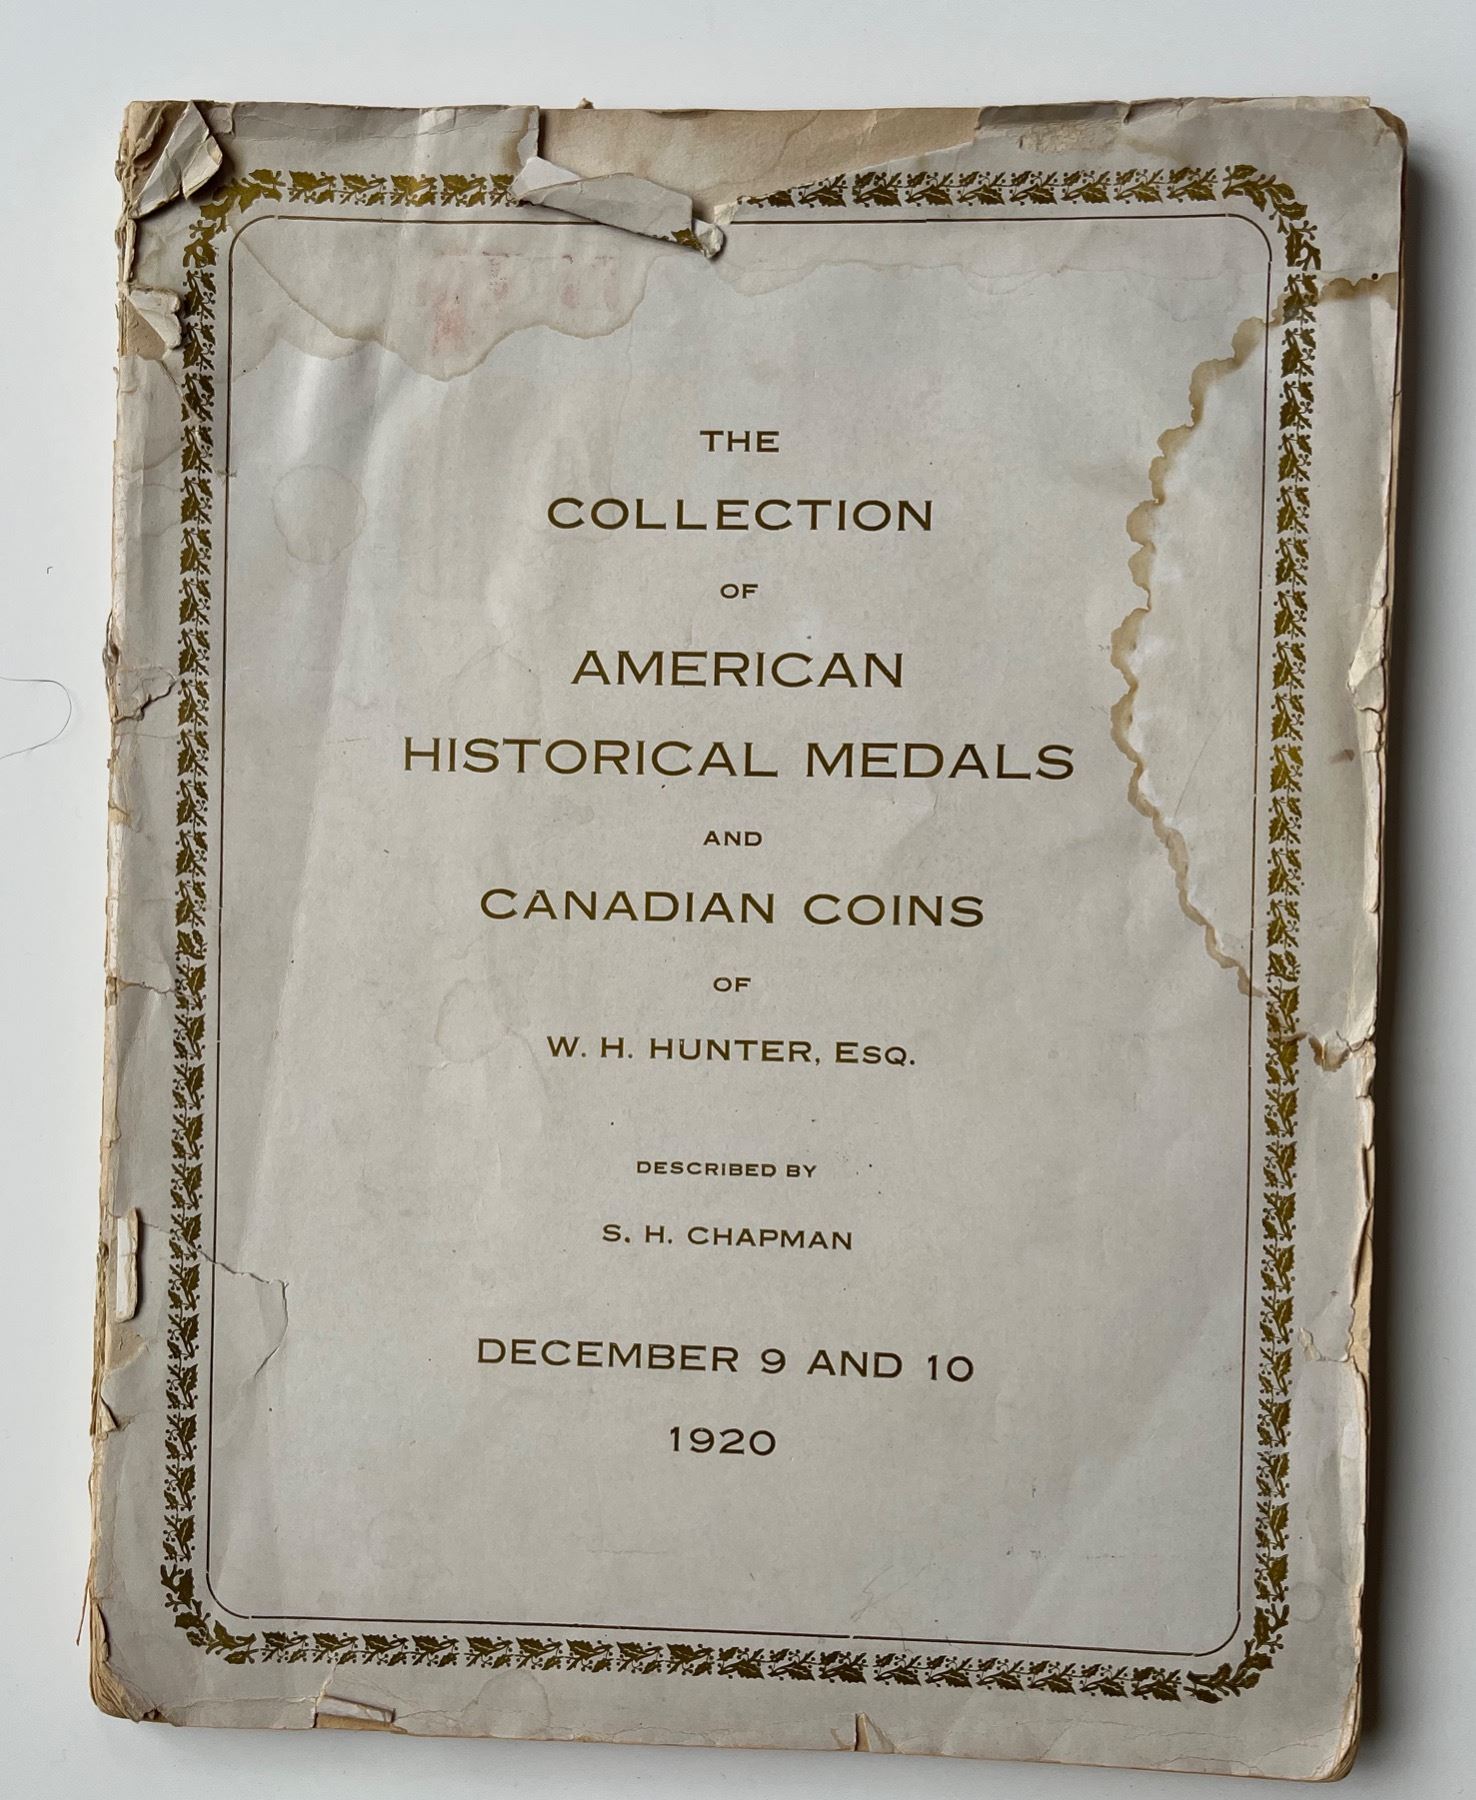 THE
COLLECTION
OF
AMERICAN
HISTORICAL MEDALS
AND
CANADIAN COINS
OF
W. H. HUNTER, ESQ.
DESCRIBED BY
S. H. CHAPMAN
DECEMBER 9 AND 10
1920